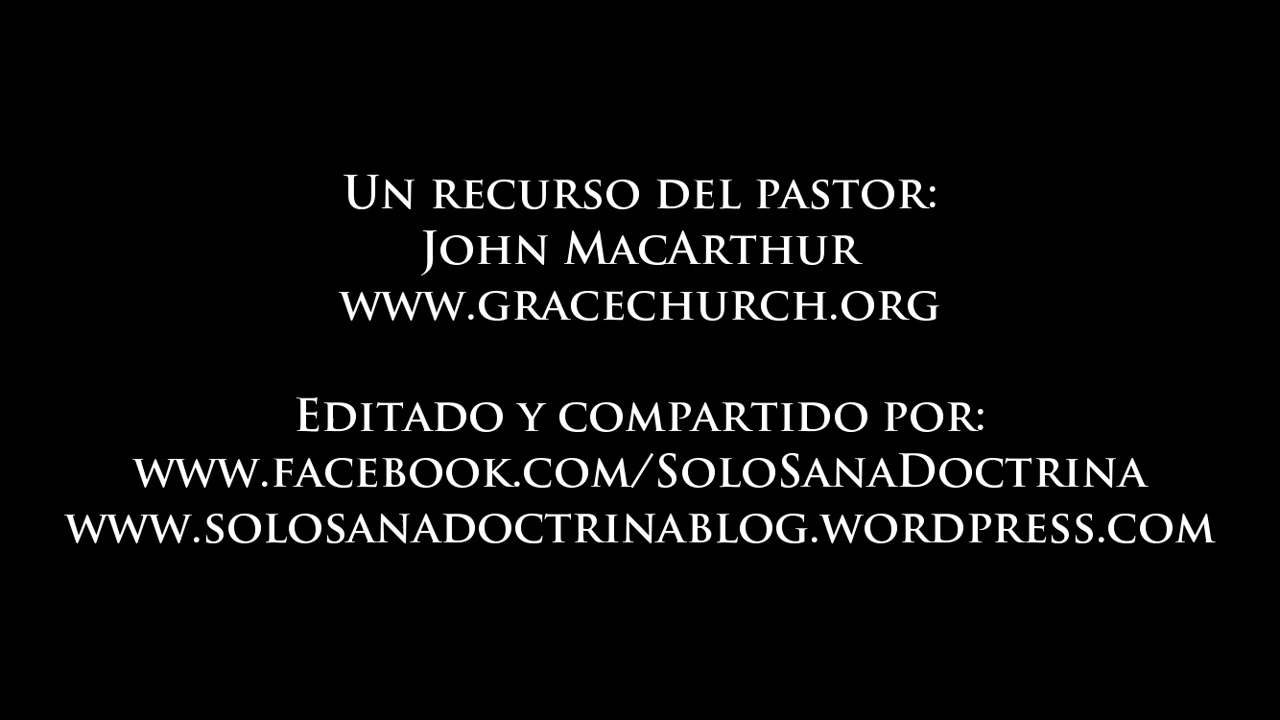 Un recurso del pastor:
John MacArthur
www.gracechurch.org
Editado y compartido por:
www.facebook.com/SoloSanaDoctrina
www.solosanadoctrinablog.wordpress.com